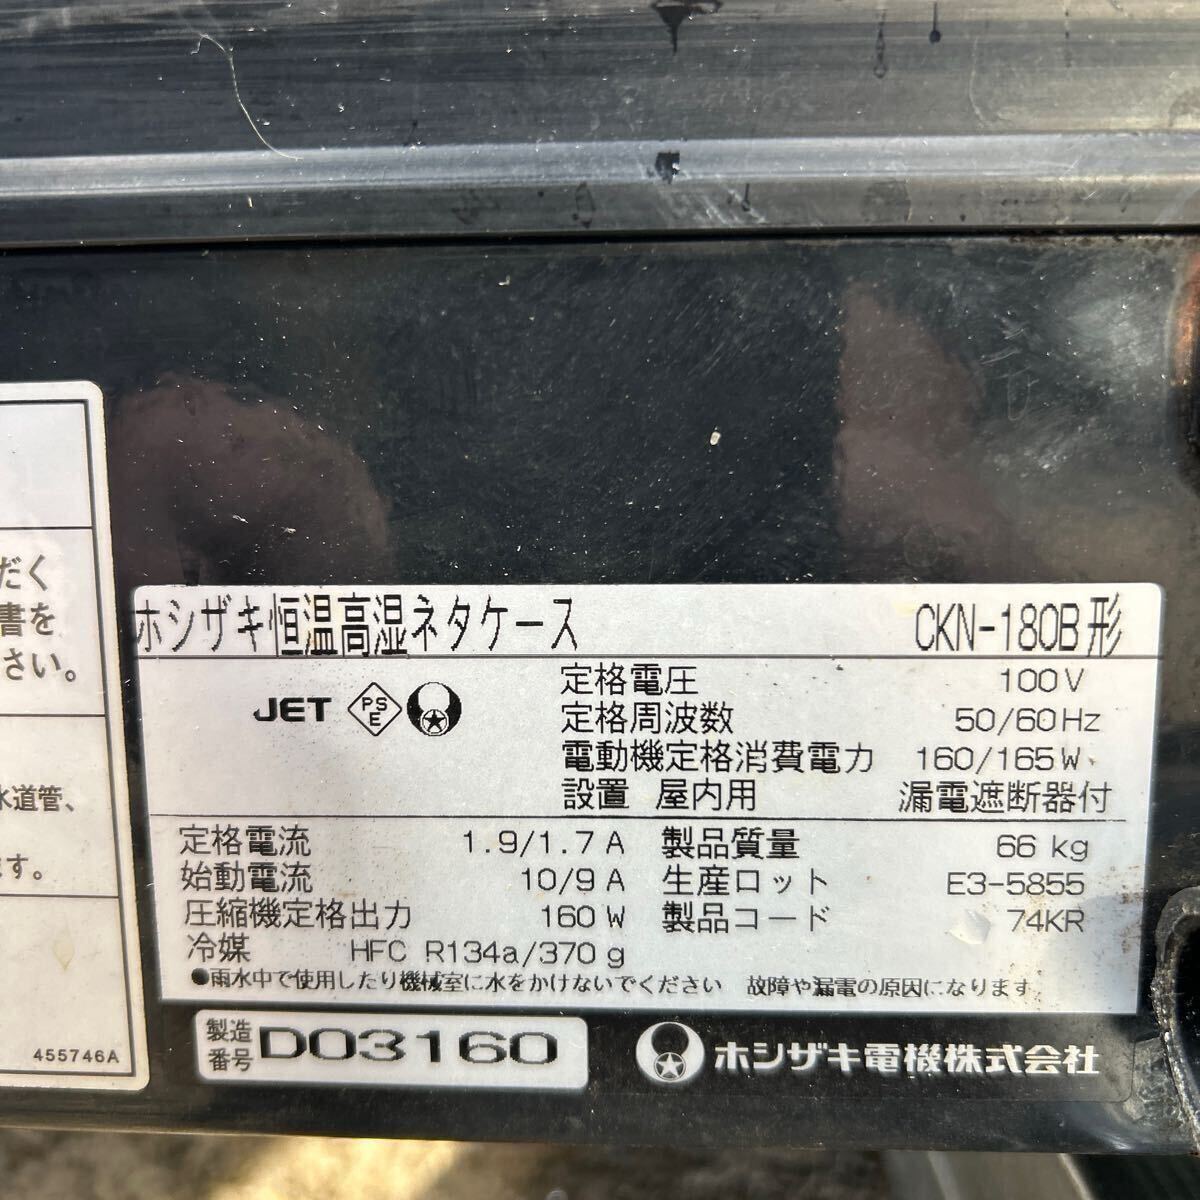 だく
書を
さい。
水道管、
ます。
455746A
ホシザキ恒温高湿ネタケース CKN-180B形
JET PSE
定格電圧 100V
定格周波数 50/60Hz
電動機定格消費電力 160/165W
設置 屋内用 漏電遮断器付
定格電流 1.9/1.7A 製品質量 66kg
始動電流 10/9A 生産ロット E3-5855
圧縮機定格出力 160W 製品コード 74KR
冷媒 HFC R134a/370g
●雨水中で使用したり機械室に水をかけないでください 故障や漏電の原因になります。
製造番号 D03160
ホシザキ電機株式会社